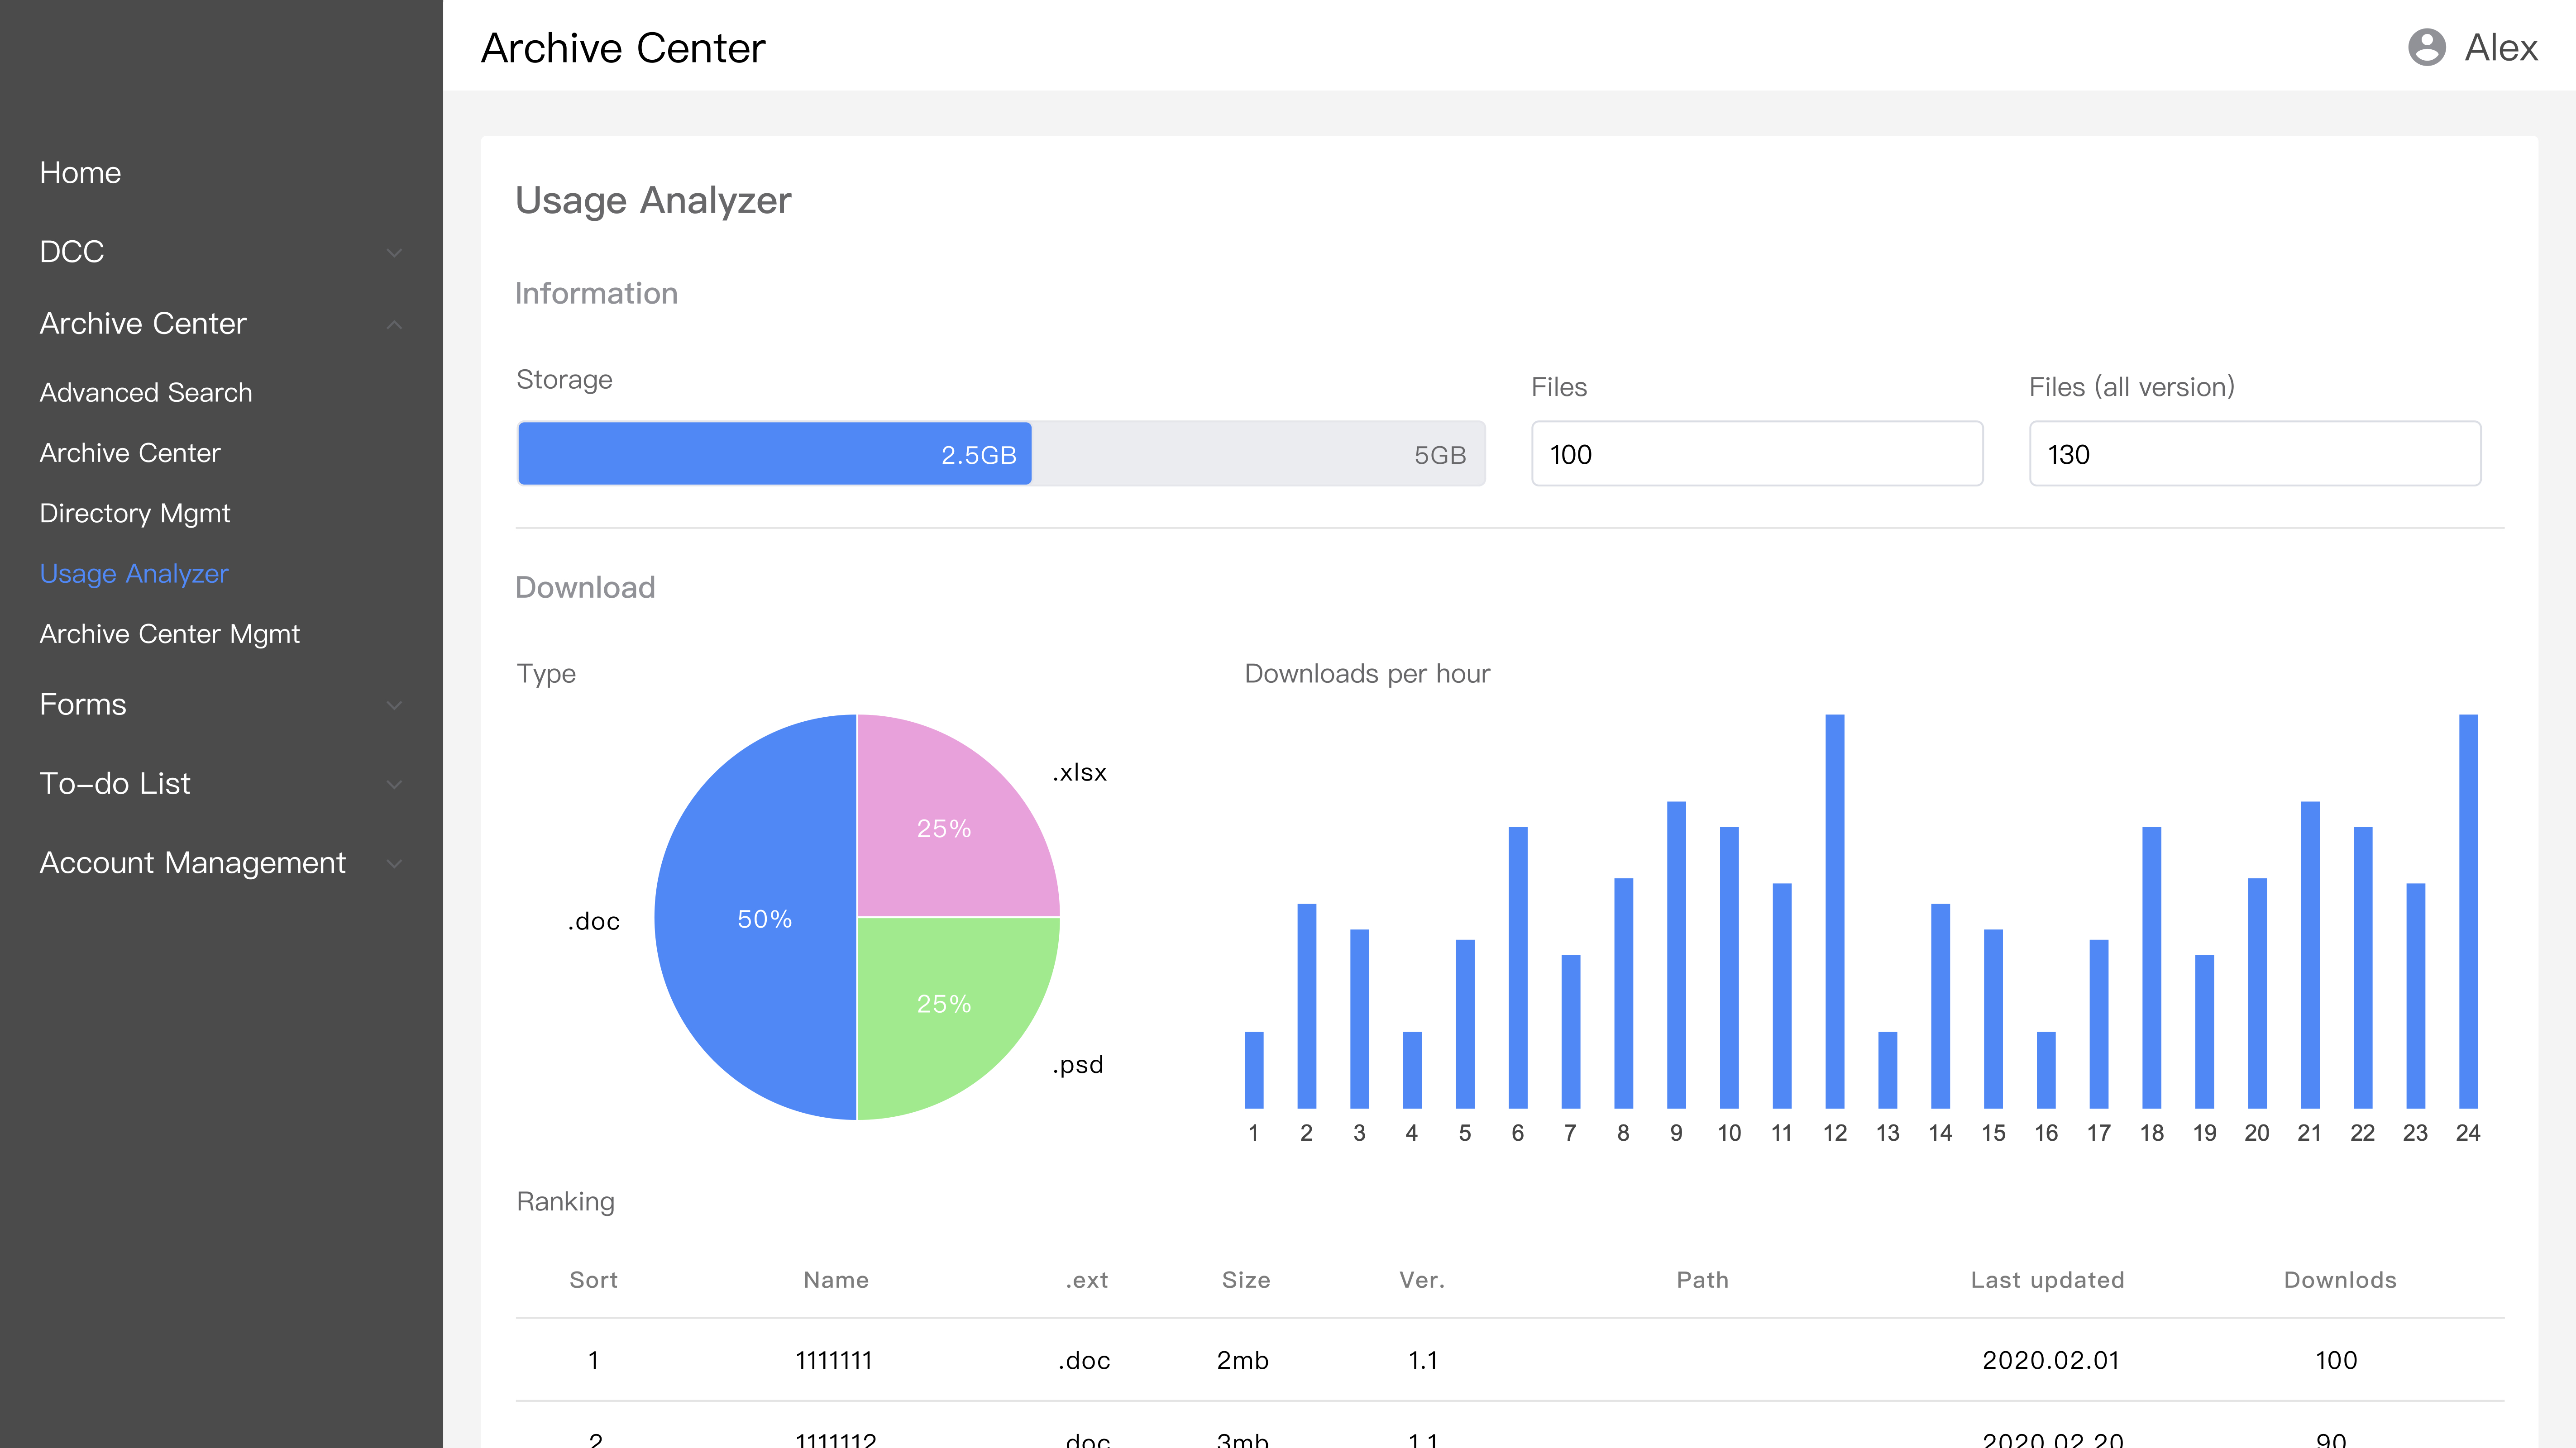 Archive Center
Alex
Home
DCC
Archive Center
Advanced Search
Archive Center
Directory Mgmt
Usage Analyzer
Archive Center Mgmt
Forms
To-do List
Account Management
Usage Analyzer
Information
Storage
2.5GB 5GB
Files
100
Files (all version)
130
Download
Type
.xlsx
25%
.doc
50%
25%
.psd
Downloads per hour
1 2 3 4 5 6 7 8 9 10 11 12 13 14 15 16 17 18 19 20 21 22 23 24
Ranking
Sort Name .ext Size Ver. Path Last updated Downlods
1 1111111 .doc 2mb 1.1 2020.02.01 100
2 1111112 .doc 3mb 1.1 2020.02.20 90